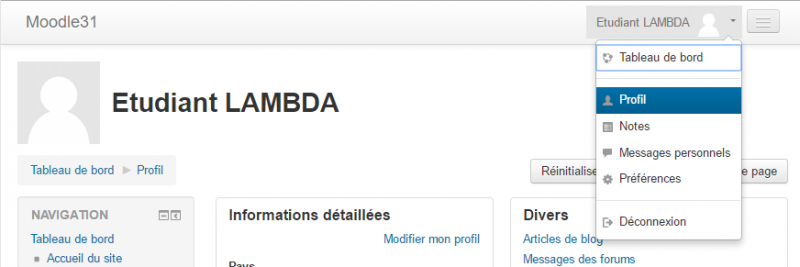 Moodle31
Etudiant LAMBDA
Tableau de bord
Profil
Notes
Messages personnels
Préférences
Déconnexion
Etudiant LAMBDA
Tableau de bord ► Profil
Réinitialise
e page
NAVIGATION
Tableau de bord
Accueil du site
Informations détaillées
Modifier mon profil
Pays
Divers
Articles de blog
Messages des forums